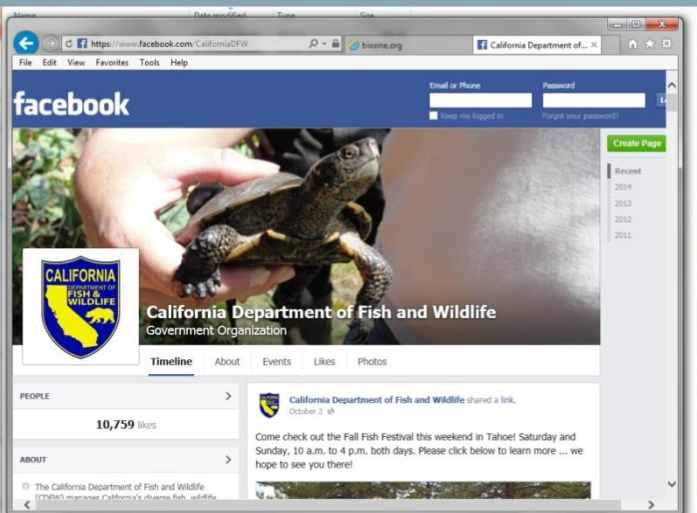 Name Date modified Type Size
https://www.facebook.com/CaliforniaDFW
bioone.org
California Department of...
File Edit View Favorites Tools Help
facebook
Email or Phone
Password
Keep me logged in
Forgot your password?
Create Page
Recent
2014
2013
2012
2011
CALIFORNIA
DEPARTMENT OF
FISH &
WILDLIFE
California Department of Fish and Wildlife
Government Organization
Timeline About Events Likes Photos
PEOPLE
10,759 likes
ABOUT
The California Department of Fish and Wildlife
(CDFW) manages California's diverse fish, wildlife
California Department of Fish and Wildlife shared a link.
October 3
Come check out the Fall Fish Festival this weekend in Tahoe! Saturday and
Sunday, 10 a.m. to 4 p.m. both days. Please click below to learn more ... we
hope to see you there!